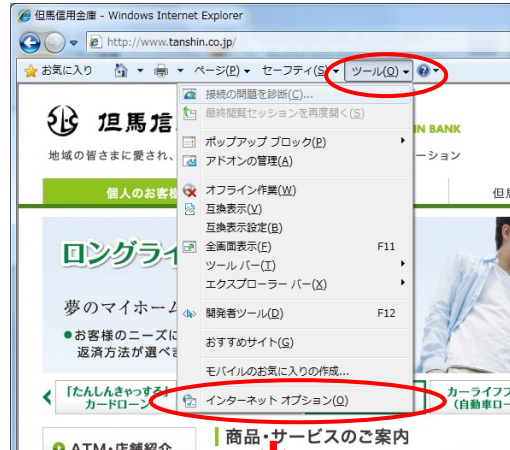 但馬信用金庫 - Windows Internet Explorer
http://www.tanshin.co.jp/
お気に入り ページ(P) セーフティ(S) ツール(O)
接続の問題を診断(C)...
最終閲覧セッションを再度開く(S)
但馬信
IN BANK
ポップアップ ブロック(P)
地域の皆さまに愛され、
ーション
アドオンの管理(A)
個人のお客様
オフライン作業(W)
互換表示(V)
互換表示設定(B)
全画面表示(F) F11
ロングライ
ツール バー(T)
エクスプローラー バー(X)
夢のマイホーム
開発者ツール(D) F12
●お客様のニーズに
返済方法が選べま
おすすめサイト(G)
モバイルのお気に入りの作成...
「たんしんきゃっする」
カードローン
インターネット オプション(O)
カーライフプ
(自動車ロー
商品・サービスのご案内
ATM・店舗紹介